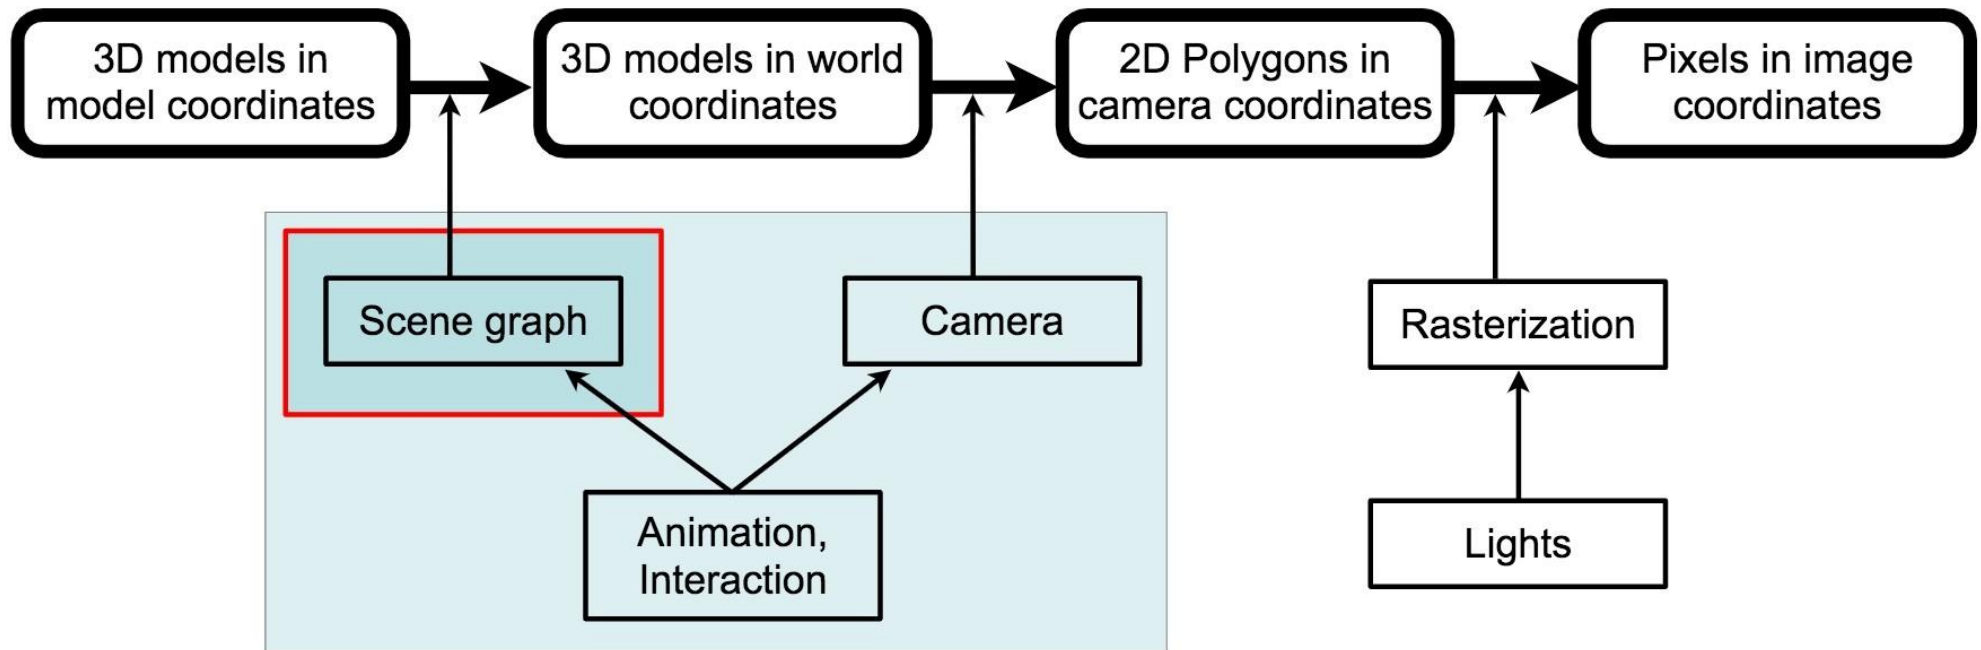 3D models in
model coordinates
3D models in world
coordinates
2D Polygons in
camera coordinates
Pixels in image
coordinates
Scene graph
Camera
Rasterization
Animation,
Interaction
Lights